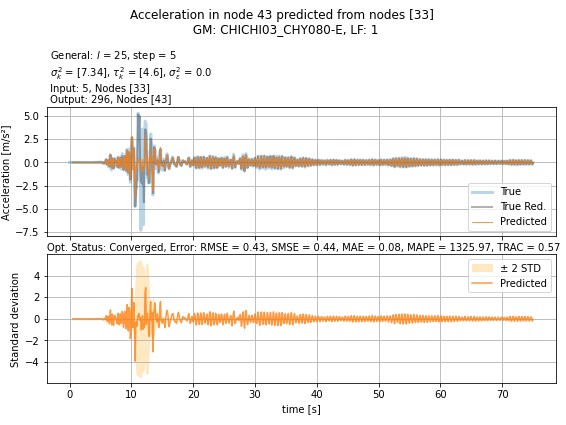 Acceleration in node 43 predicted from nodes [33]
GM: CHICHI03_CHY080-E, LF: 1
General: l = 25, step = 5
σ²ₖ = [7.34], τ²ₖ = [4.6], σ²ε = 0.0
Input: 5, Nodes [33]
Output: 296, Nodes [43]
Acceleration [m/s²]
5.0
2.5
0.0
−2.5
−5.0
−7.5
True
True Red.
Predicted
Opt. Status: Converged, Error: RMSE = 0.43, SMSE = 0.44, MAE = 0.08, MAPE = 1325.97, TRAC = 0.57
Standard deviation
4
2
0
−2
−4
± 2 STD
Predicted
0 10 20 30 40 50 60 70
time [s]